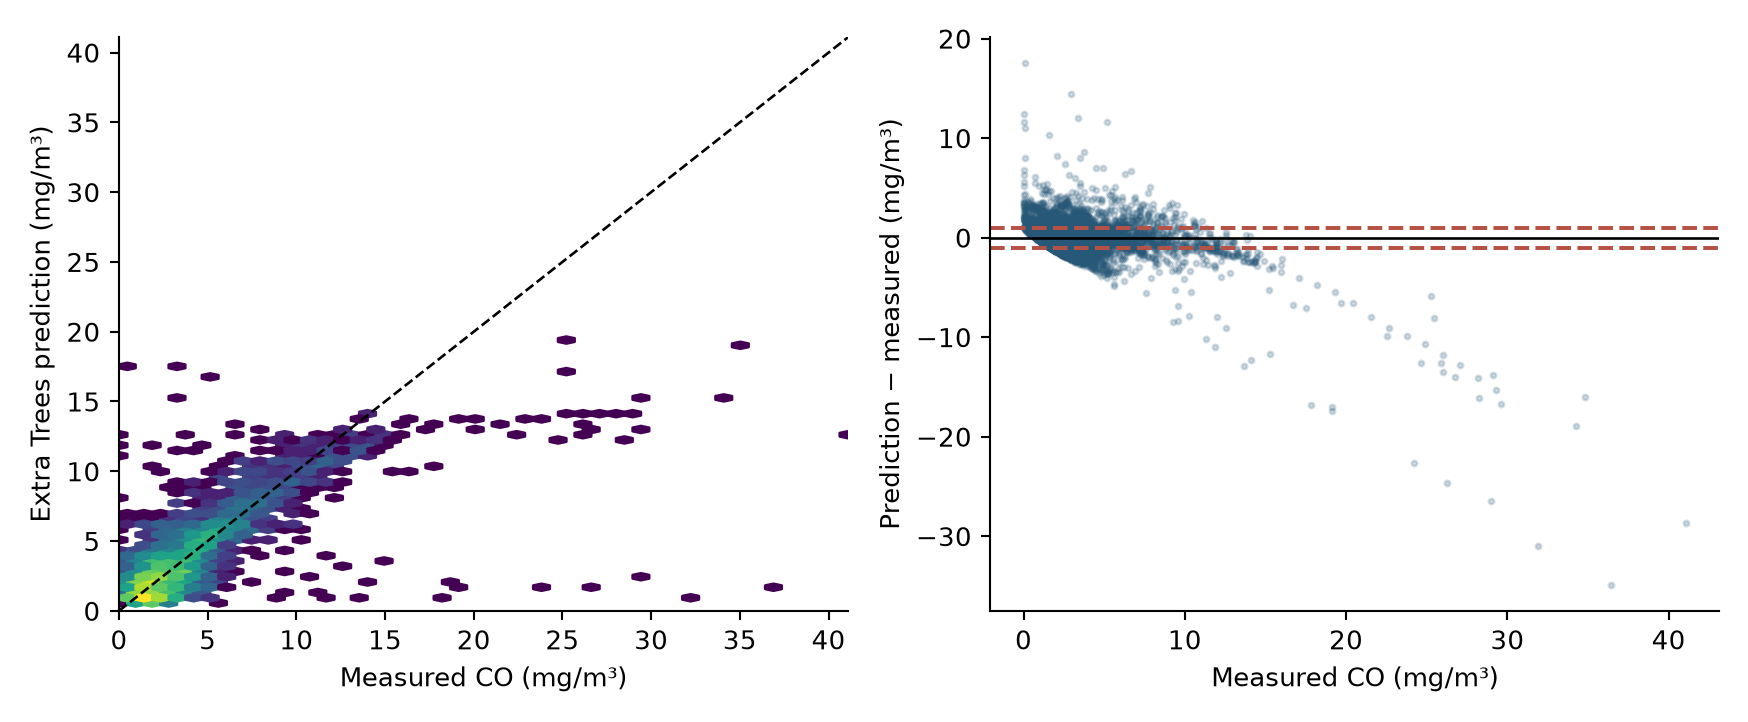 Extra Trees prediction (mg/m³)
40
35
30
25
20
15
10
5
0
0 5 10 15 20 25 30 35 40
Measured CO (mg/m³)
Prediction − measured (mg/m³)
20
10
0
−10
−20
−30
0 10 20 30 40
Measured CO (mg/m³)